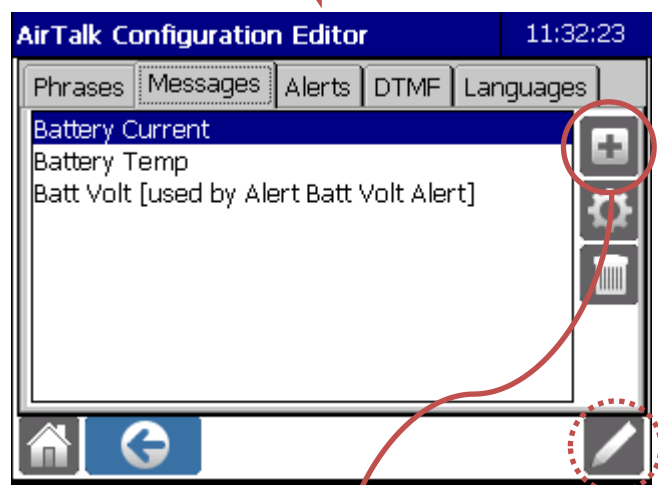 AirTalk Configuration Editor 11:32:23
Phrases Messages Alerts DTMF Languages
Battery Current
Battery Temp
Batt Volt [used by Alert Batt Volt Alert]